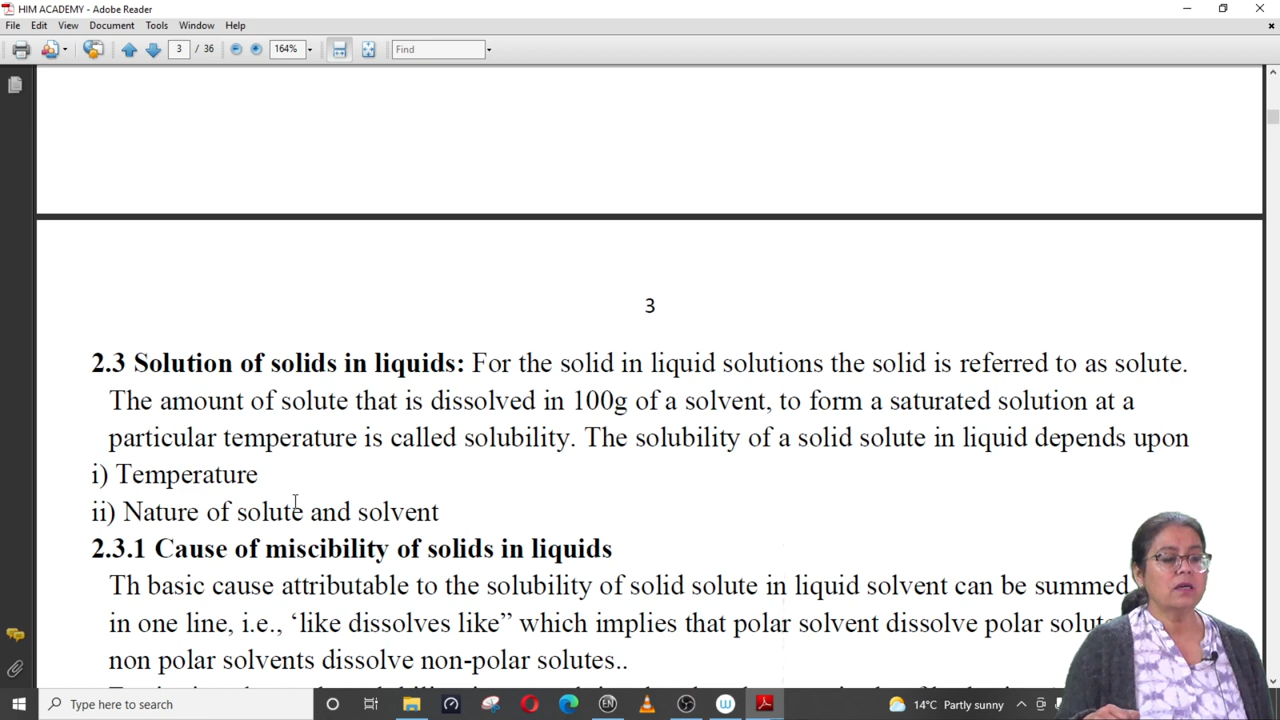 HIM ACADEMY - Adobe Reader
File Edit View Document Tools Window Help
3 / 36 164% Find
3
2.3 Solution of solids in liquids: For the solid in liquid solutions the solid is referred to as solute.
The amount of solute that is dissolved in 100g of a solvent, to form a saturated solution at a
particular temperature is called solubility. The solubility of a solid solute in liquid depends upon
i) Temperature
ii) Nature of solute and solvent
2.3.1 Cause of miscibility of solids in liquids
Th basic cause attributable to the solubility of solid solute in liquid solvent can be summed
in one line, i.e., ‘like dissolves like” which implies that polar solvent dissolve polar
non polar solvents dissolve non-polar solutes..
Type here to search EN 14°C Partly sunny